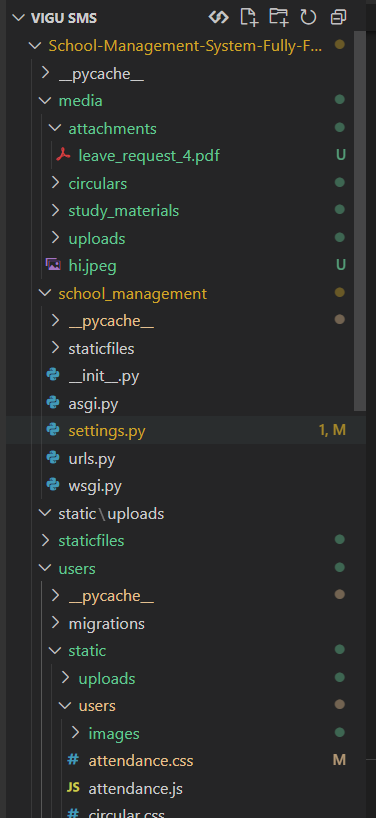 VIGU SMS
School-Management-System-Fully-F...
__pycache__
media
attachments
leave_request_4.pdf U
circulars
study_materials
uploads
hi.jpeg U
school_management
__pycache__
staticfiles
__init__.py
asgi.py
settings.py 1, M
urls.py
wsgi.py
static\uploads
staticfiles
users
__pycache__
migrations
static
uploads
users
images
# attendance.css M
JS attendance.js
circular.css